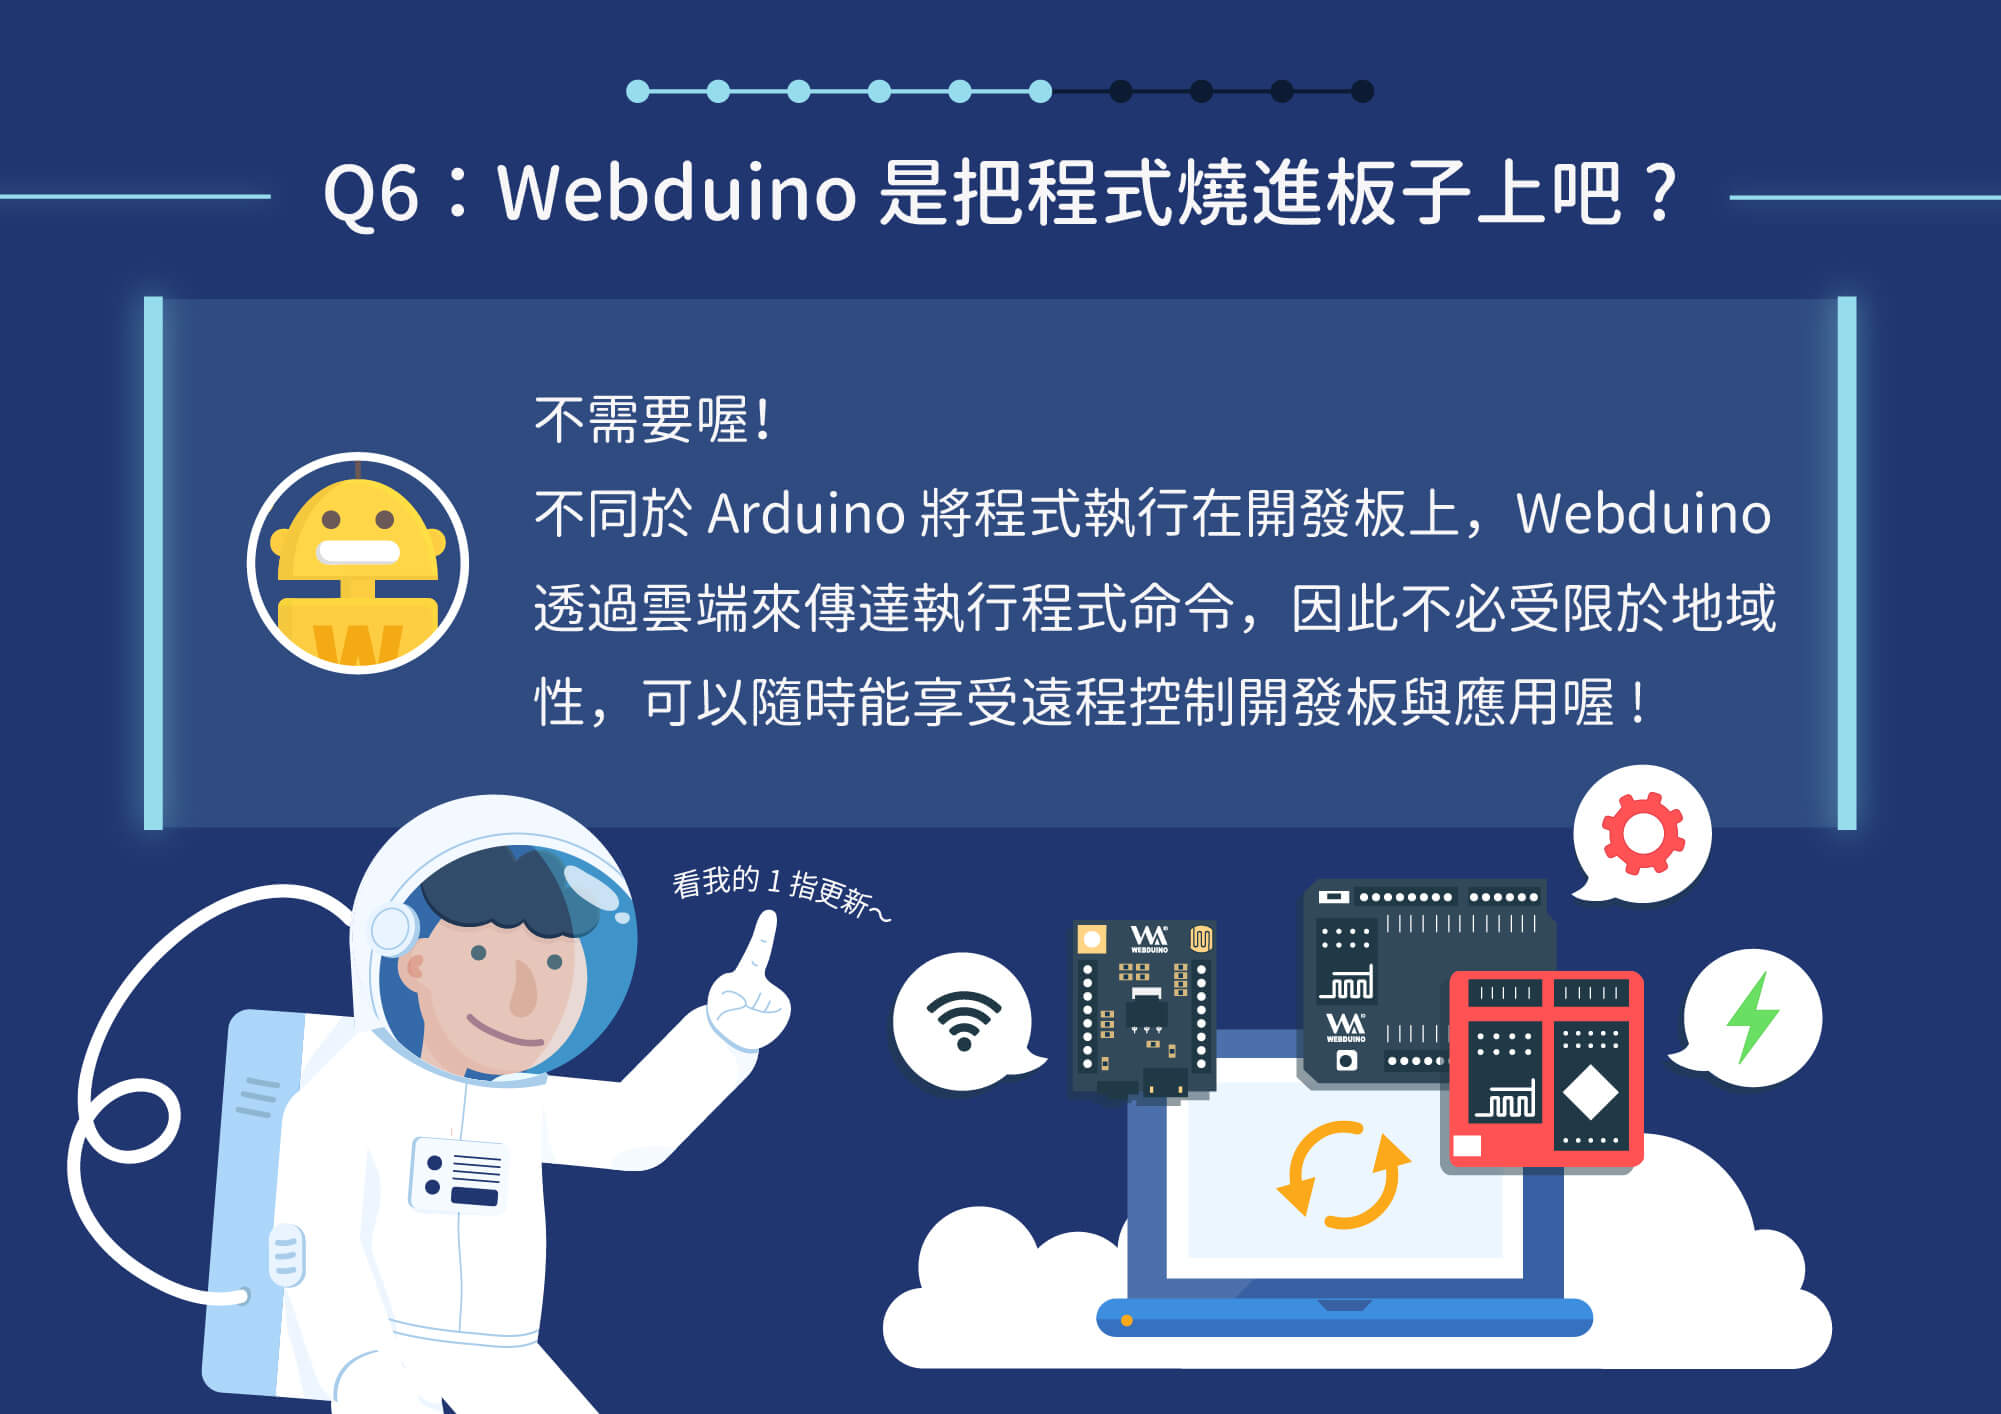 Q6：Webduino 是把程式燒進板子上吧？
不需要喔！
不同於 Arduino 將程式執行在開發板上，Webduino
透過雲端來傳達執行程式命令，因此不必受限於地域
性，可以隨時能享受遠程控制開發板與應用喔！
W
看我的 1 指更新～
WEBDUINO
WEBDUINO